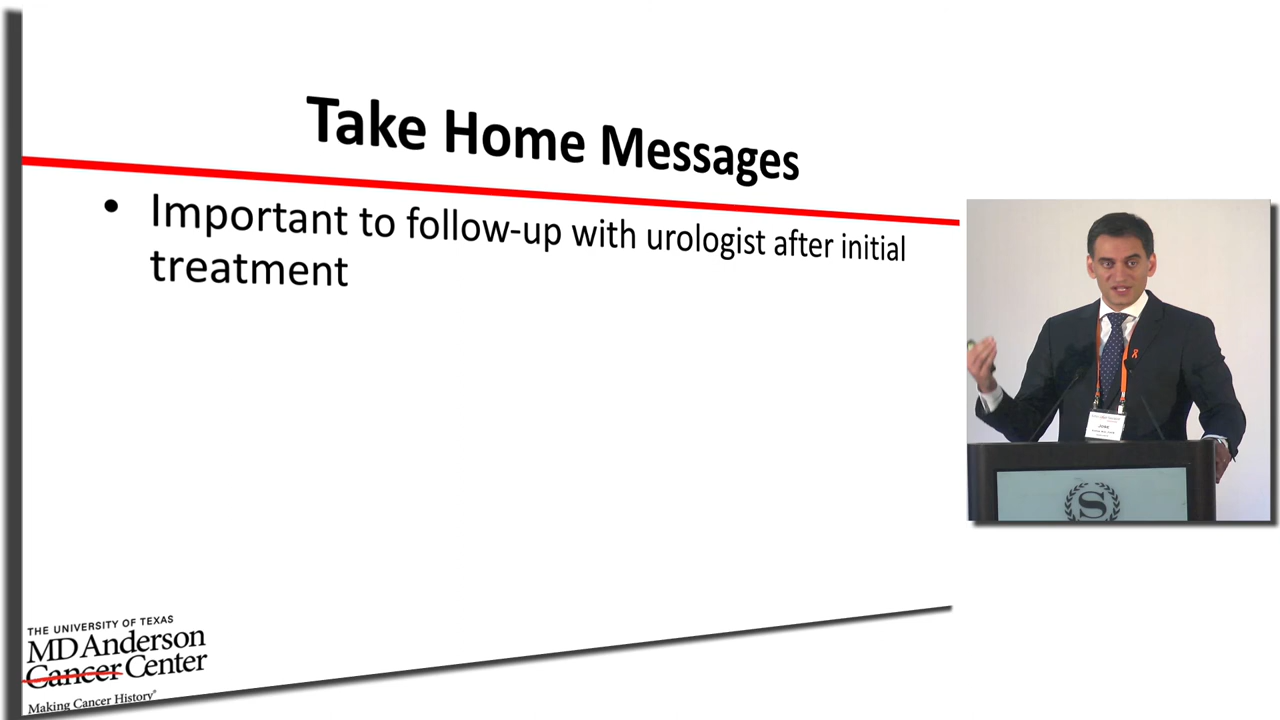 Take Home Messages
• Important to follow-up with urologist after initial
treatment
THE UNIVERSITY OF TEXAS
MD Anderson
Cancer Center
Making Cancer History®
S